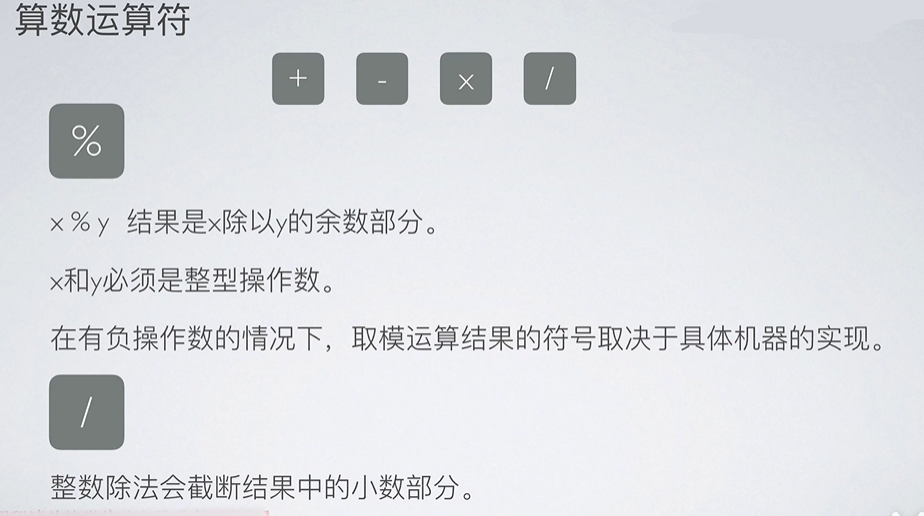 算数运算符
+ - x /
%
x % y 结果是x除以y的余数部分。
x和y必须是整型操作数。
在有负操作数的情况下，取模运算结果的符号取决于具体机器的实现。
/
整数除法会截断结果中的小数部分。